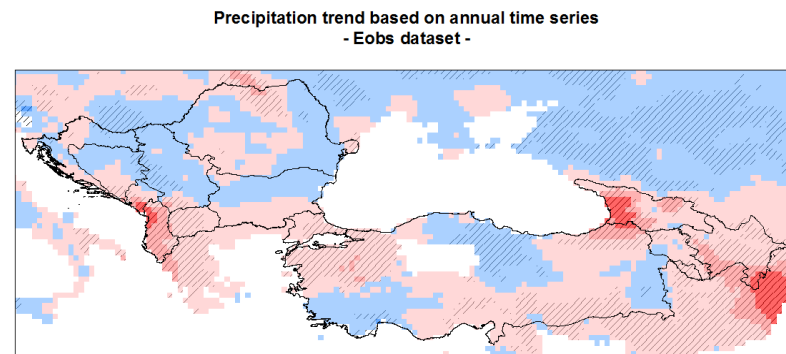 Precipitation trend based on annual time series
- Eobs dataset -